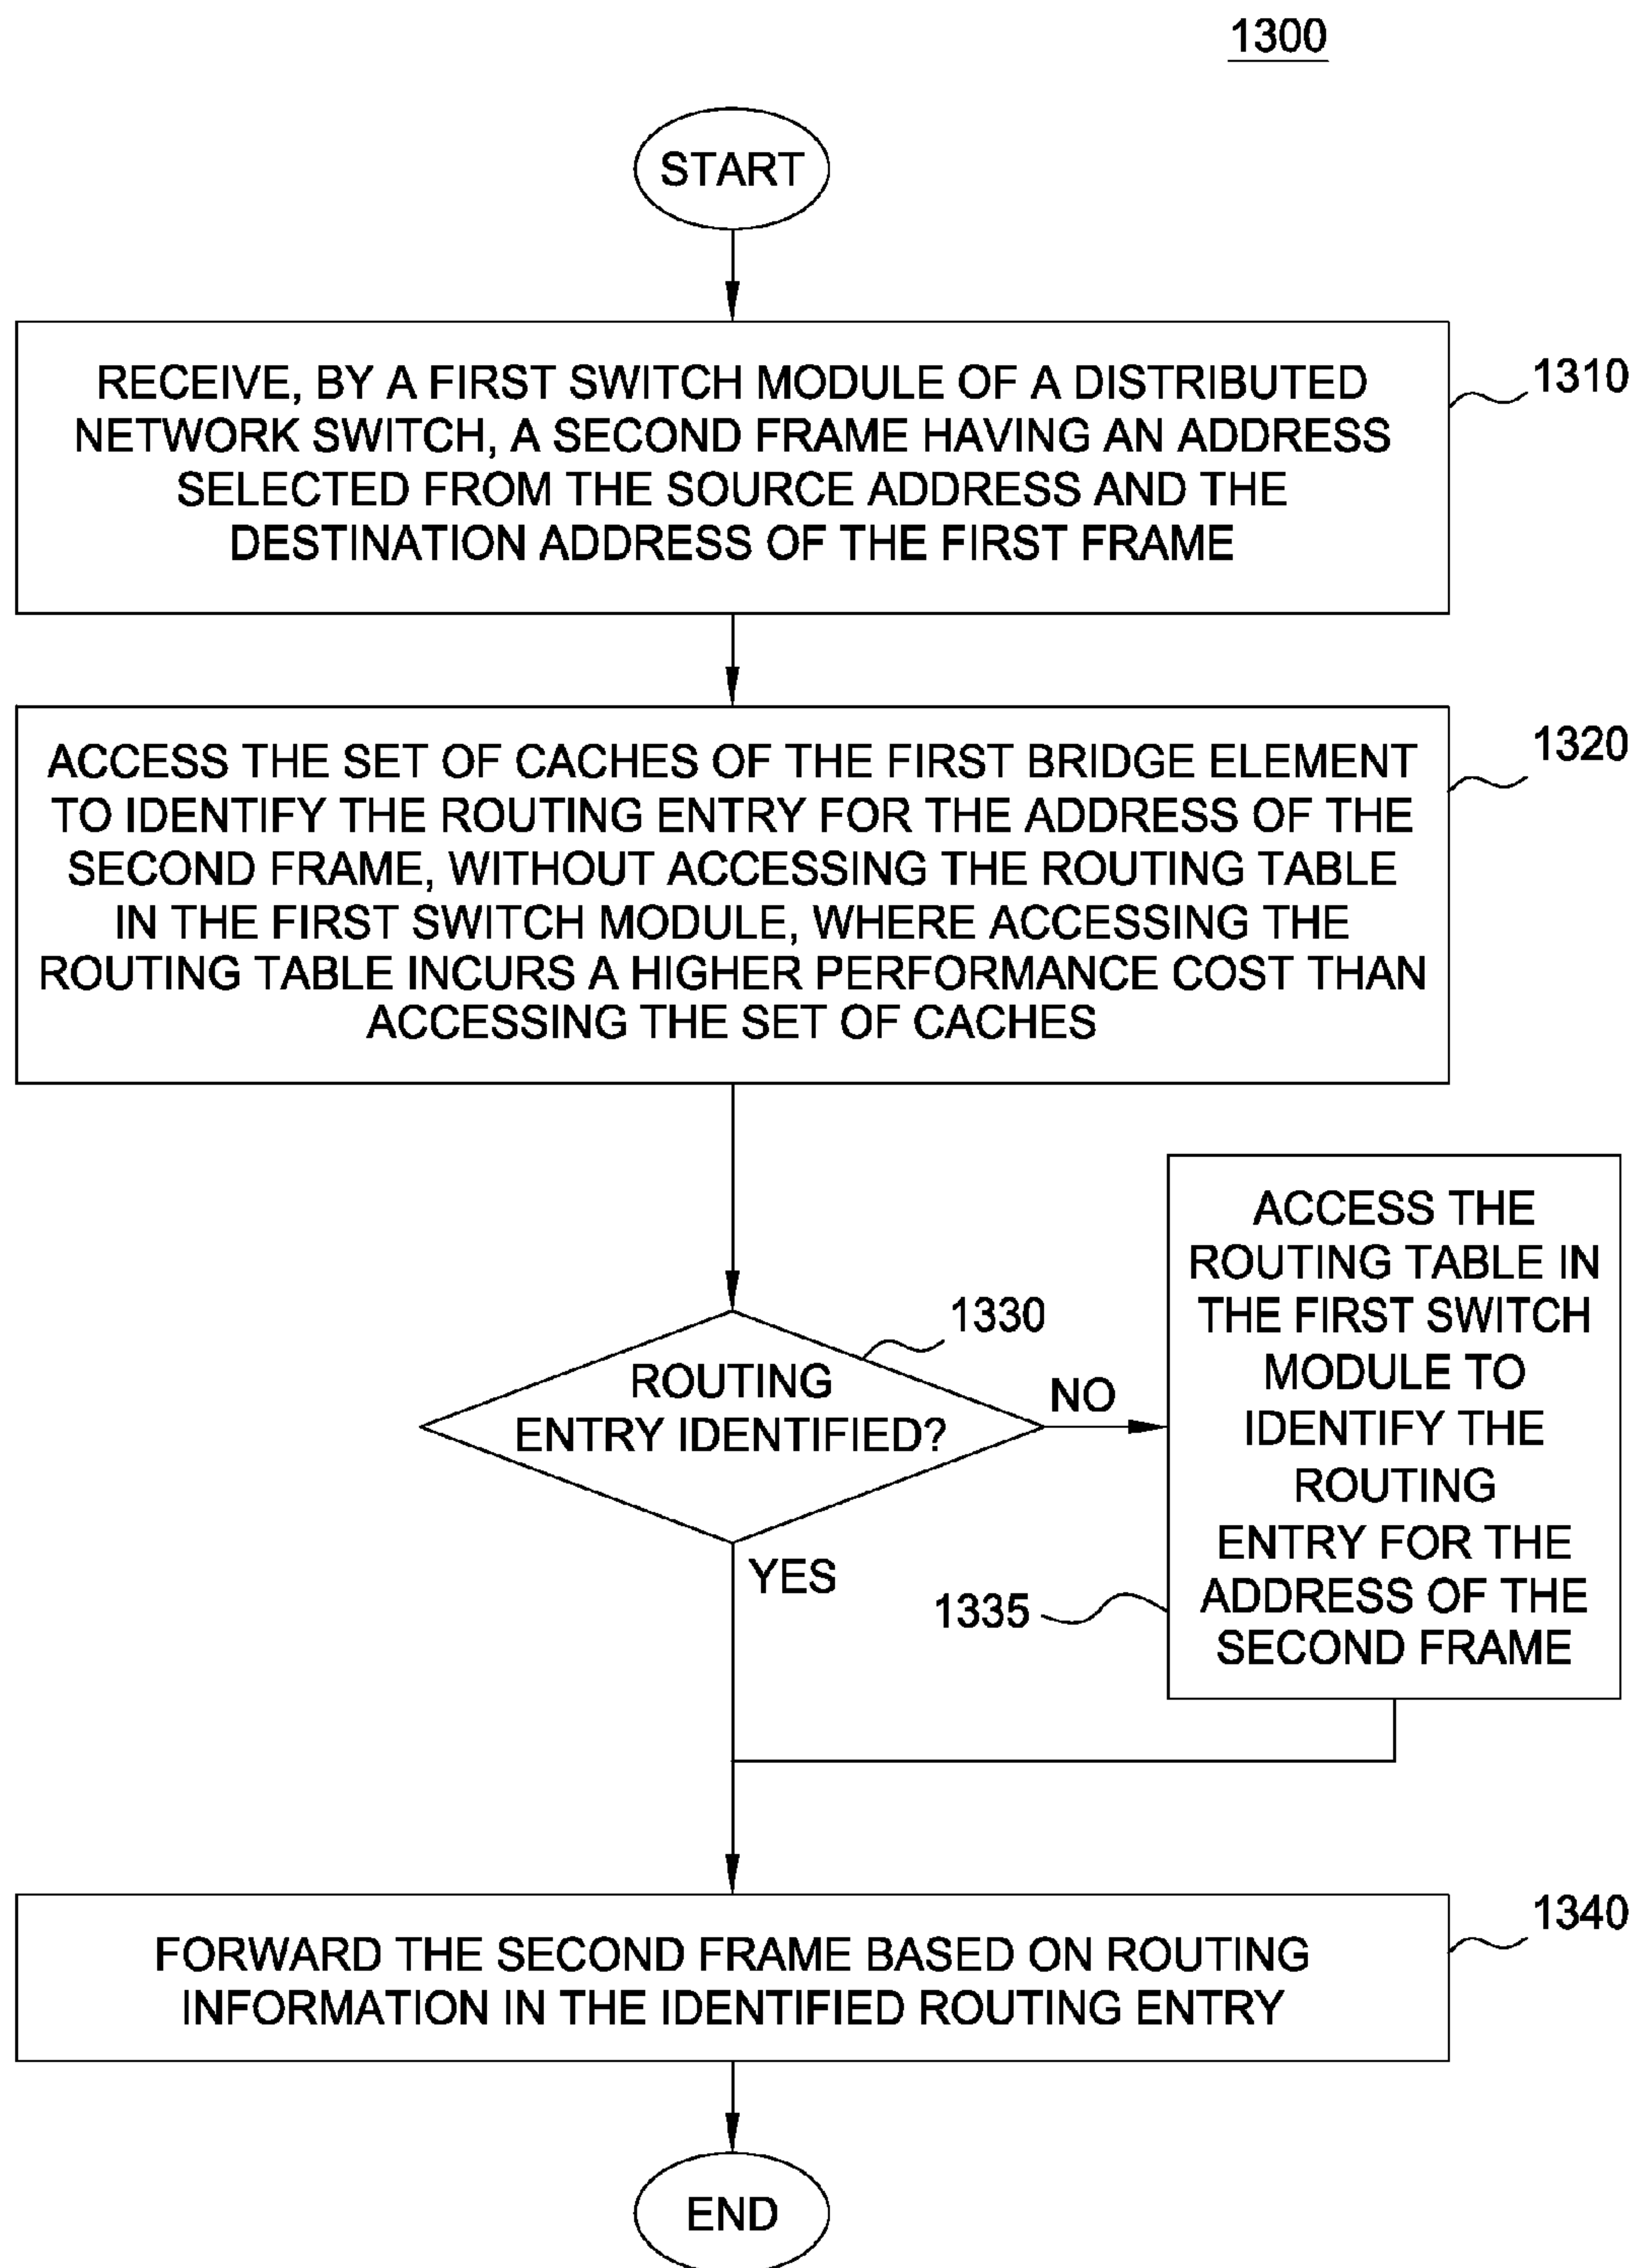 1300
START
RECEIVE, BY A FIRST SWITCH MODULE OF A DISTRIBUTED
NETWORK SWITCH, A SECOND FRAME HAVING AN ADDRESS
SELECTED FROM THE SOURCE ADDRESS AND THE
DESTINATION ADDRESS OF THE FIRST FRAME
1310
ACCESS THE SET OF CACHES OF THE FIRST BRIDGE ELEMENT
TO IDENTIFY THE ROUTING ENTRY FOR THE ADDRESS OF THE
SECOND FRAME, WITHOUT ACCESSING THE ROUTING TABLE
IN THE FIRST SWITCH MODULE, WHERE ACCESSING THE
ROUTING TABLE INCURS A HIGHER PERFORMANCE COST THAN
ACCESSING THE SET OF CACHES
1320
ROUTING
ENTRY IDENTIFIED?
1330
NO
ACCESS THE
ROUTING TABLE IN
THE FIRST SWITCH
MODULE TO
IDENTIFY THE
ROUTING
ENTRY FOR THE
ADDRESS OF THE
SECOND FRAME
1335
YES
FORWARD THE SECOND FRAME BASED ON ROUTING
INFORMATION IN THE IDENTIFIED ROUTING ENTRY
1340
END